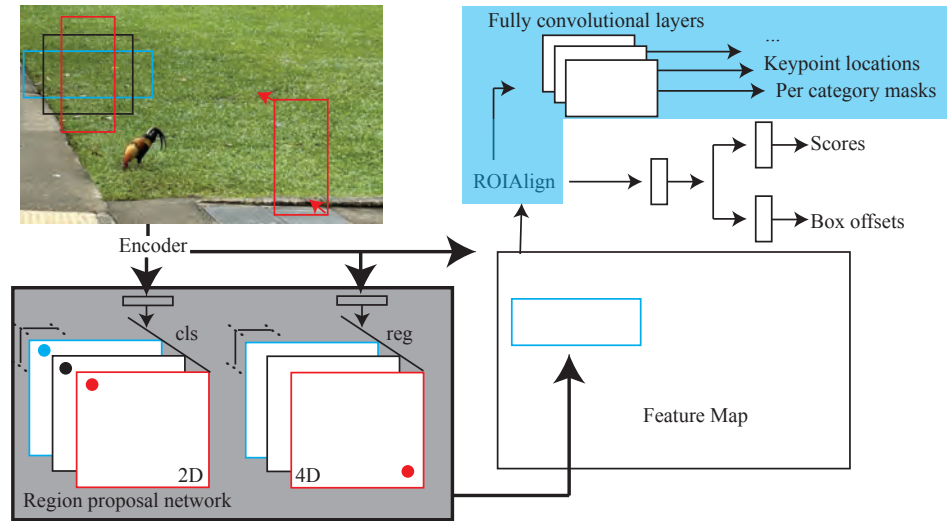 Fully convolutional layers
...
Keypoint locations
Per category masks
Scores
ROIAlign
Box offsets
Encoder
cls
reg
Feature Map
2D
4D
Region proposal network